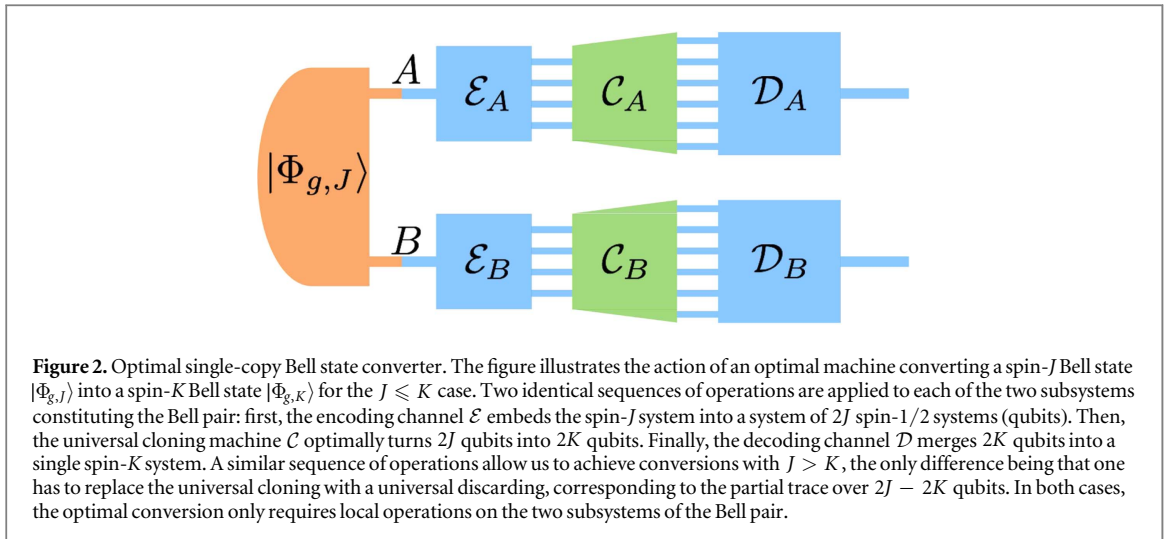 A
B
|Φ_{g,J}⟩
ℰ_A
𝒞_A
𝒟_A
ℰ_B
𝒞_B
𝒟_B
Figure 2. Optimal single-copy Bell state converter. The figure illustrates the action of an optimal machine converting a spin-J Bell state
|Φ_{g,J}⟩ into a spin-K Bell state |Φ_{g,K}⟩ for the J ⩽ K case. Two identical sequences of operations are applied to each of the two subsystems
constituting the Bell pair: first, the encoding channel ℰ embeds the spin-J system into a system of 2J spin-1/2 systems (qubits). Then,
the universal cloning machine 𝒞 optimally turns 2J qubits into 2K qubits. Finally, the decoding channel 𝒟 merges 2K qubits into a
single spin-K system. A similar sequence of operations allow us to achieve conversions with J > K, the only difference being that one
has to replace the universal cloning with a universal discarding, corresponding to the partial trace over 2J − 2K qubits. In both cases,
the optimal conversion only requires local operations on the two subsystems of the Bell pair.